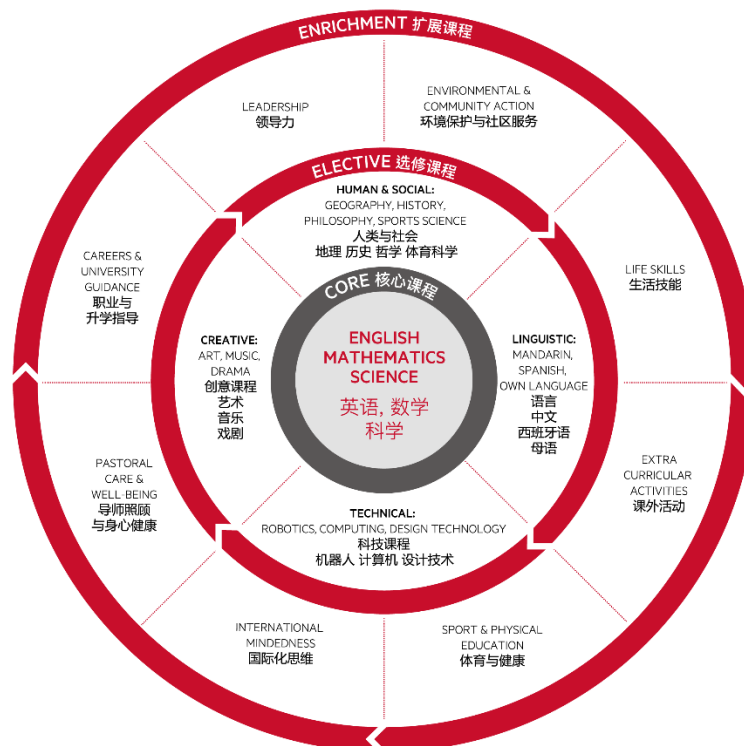 ENRICHMENT 扩展课程
LEADERSHIP
领导力
ENVIRONMENTAL &
COMMUNITY ACTION
环境保护与社区服务
CAREERS &
UNIVERSITY
GUIDANCE
职业与
升学指导
LIFE SKILLS
生活技能
PASTORAL
CARE &
WELL-BEING
导师照顾
与身心健康
EXTRA
CURRICULAR
ACTIVITIES
课外活动
INTERNATIONAL
MINDEDNESS
国际化思维
SPORT & PHYSICAL
EDUCATION
体育与健康
ELECTIVE 选修课程
HUMAN & SOCIAL:
GEOGRAPHY, HISTORY,
PHILOSOPHY, SPORTS SCIENCE
人类与社会
地理 历史 哲学 体育科学
CREATIVE:
ART, MUSIC,
DRAMA
创意课程
艺术
音乐
戏剧
LINGUISTIC:
MANDARIN,
SPANISH,
OWN LANGUAGE
语言
中文
西班牙语
母语
TECHNICAL:
ROBOTICS, COMPUTING, DESIGN TECHNOLOGY
科技课程
机器人 计算机 设计技术
CORE 核心课程
ENGLISH
MATHEMATICS
SCIENCE
英语, 数学
科学